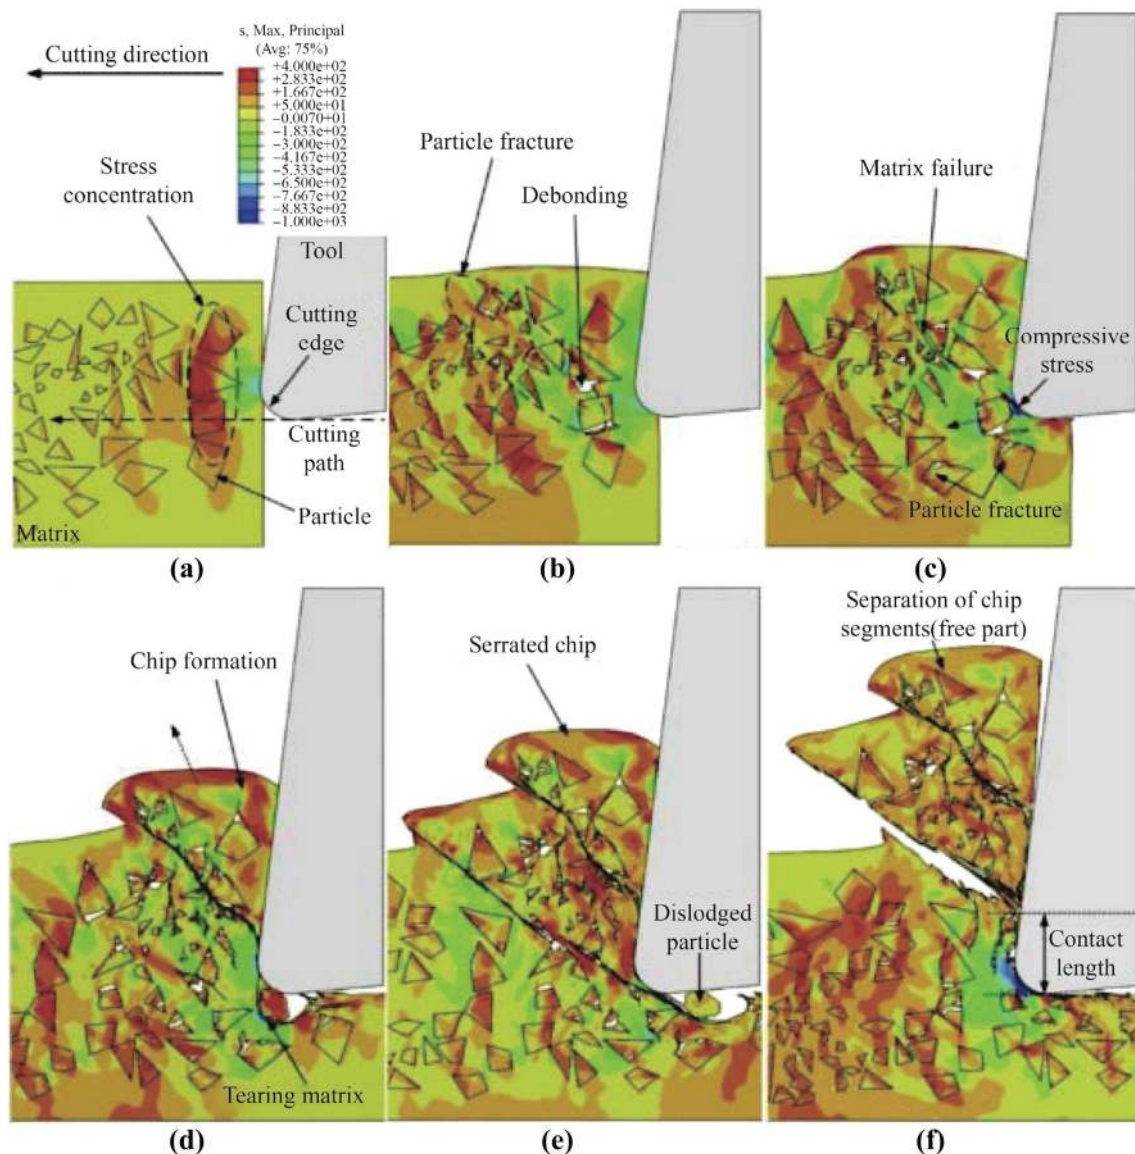 s, Max, Principal
(Avg: 75%)
+4.000e+02
+2.833e+02
+1.667e+02
+5.000e+01
-0.0070+01
-1.833e+02
-3.000e+02
-4.167e+02
-5.333e+02
-6.500e+02
-7.667e+02
-8.833e+02
-1.000e+03
Cutting direction
Stress
concentration
Tool
Cutting
edge
Cutting
path
Particle
Matrix
(a)
Particle fracture
Debonding
(b)
Matrix failure
Compressive
stress
Particle fracture
(c)
Chip formation
Tearing matrix
(d)
Serrated chip
Dislodged
particle
(e)
Separation of chip
segments(free part)
Contact
length
(f)